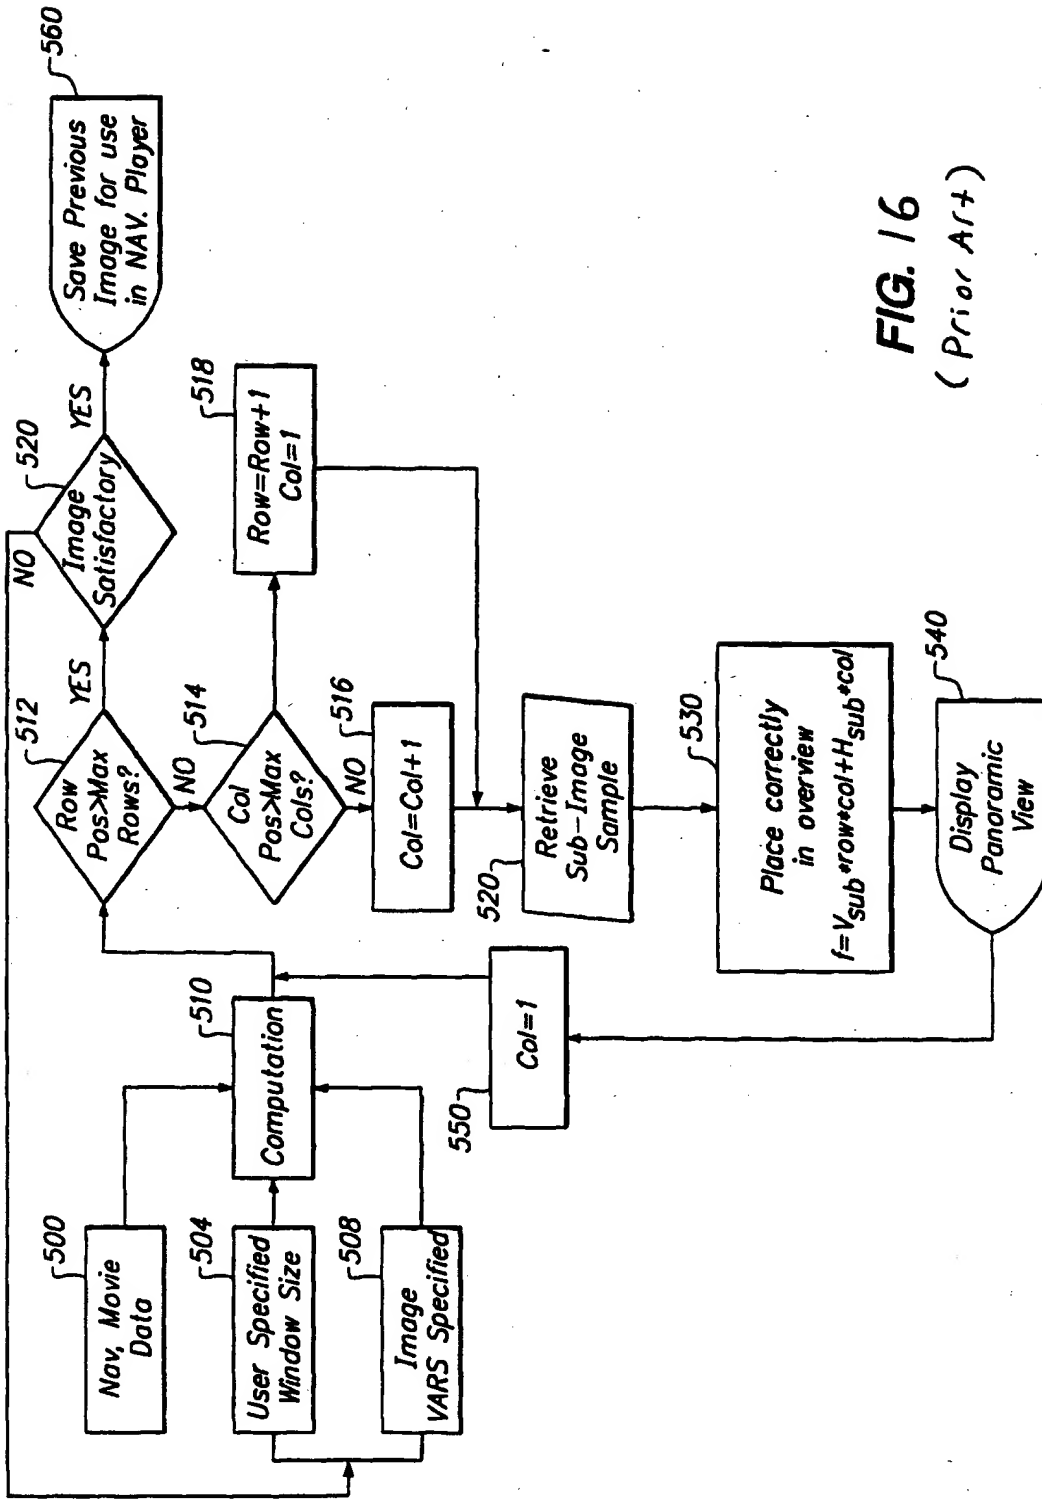 500
Nav, Movie
Data
504
User Specified
Window Size
508
Image
VARS Specified
510
Computation
512
Row
Pos>Max
Rows?
YES
NO
520
Image
Satisfactory
NO
YES
560
Save Previous
Image for use
in NAV. Player
514
Col
Pos>Max
Cols?
NO
518
Row=Row+1
Col=1
516
Col=Col+1
520
Retrieve
Sub-Image
Sample
550
Col=1
530
Place correctly
in overview
f=Vsub*row*col+Hsub*col
540
Display
Panoramic
View
FIG. 16
(Prior Art)